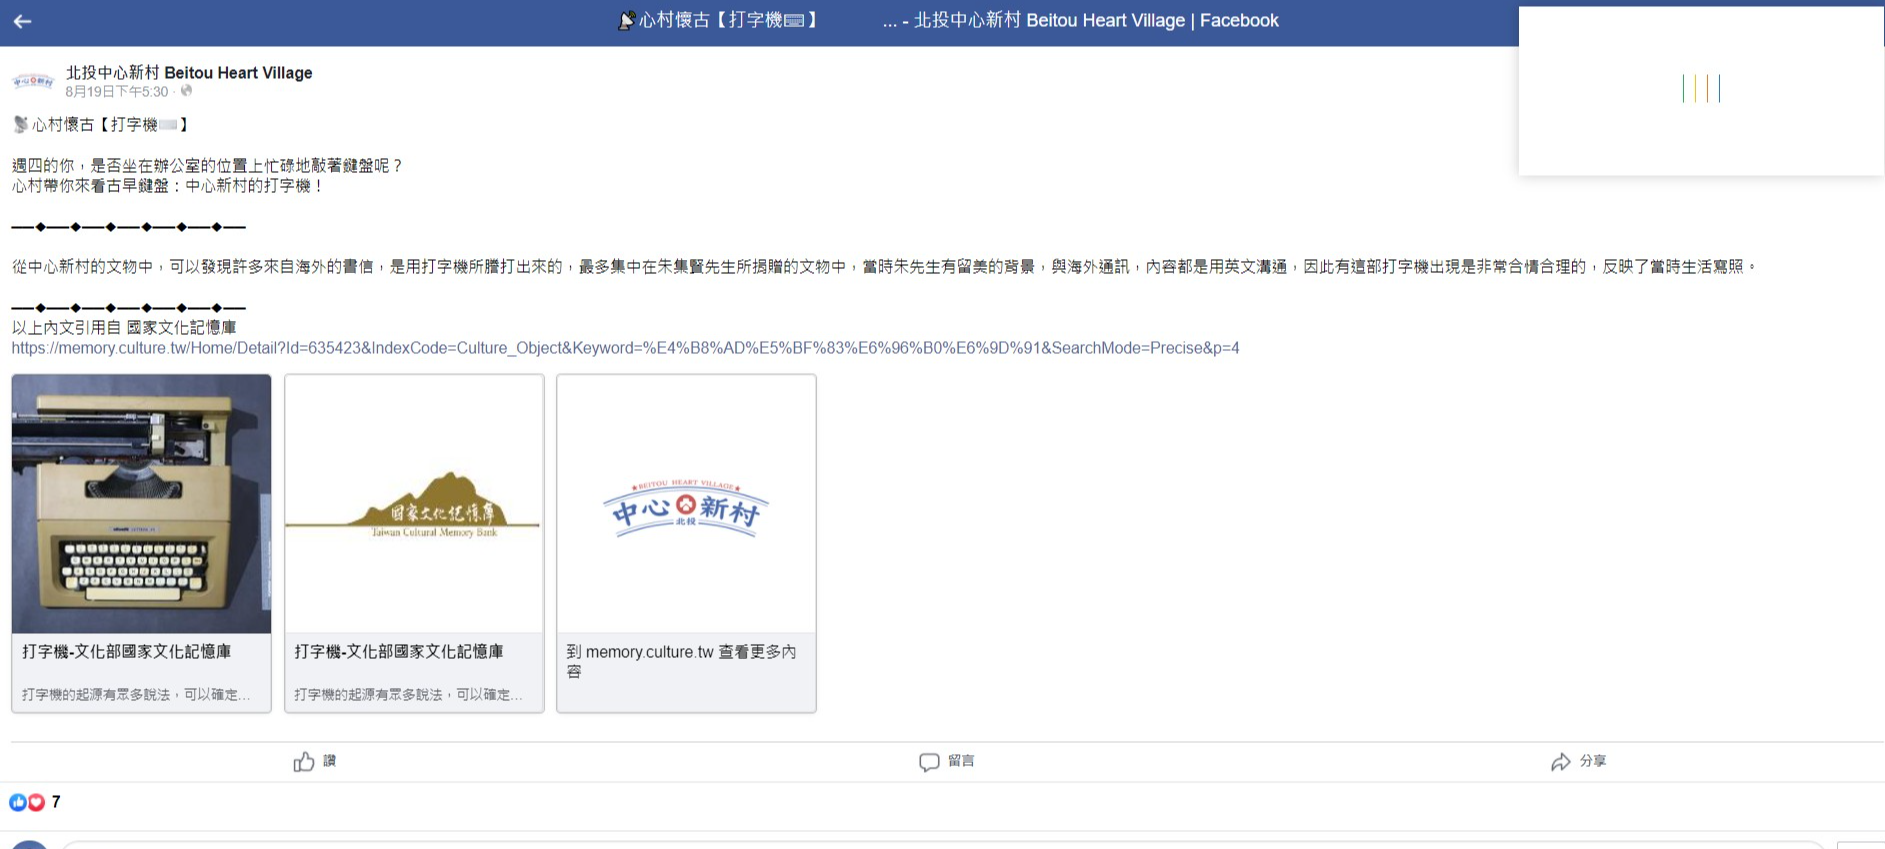 心村懷古【打字機⌨】 ... - 北投中心新村 Beitou Heart Village | Facebook
北投中心新村 Beitou Heart Village
8月19日下午5:30 ·
心村懷古【打字機⌨】
週四的你，是否坐在辦公室的位置上忙碌地敲著鍵盤呢？
心村帶你來看古早鍵盤：中心新村的打字機！
從中心新村的文物中，可以發現許多來自海外的書信，是用打字機所謄打出來的，最多集中在朱集賢先生所捐贈的文物中，當時朱先生有留美的背景，與海外通訊，內容都是用英文溝通，因此有這部打字機出現是非常合情合理的，反映了當時生活寫照。
以上內文引用自 國家文化記憶庫
https://memory.culture.tw/Home/Detail?Id=635423&IndexCode=Culture_Object&Keyword=%E4%B8%AD%E5%BF%83%E6%96%B0%E6%9D%91&SearchMode=Precise&p=4
國家文化記憶庫
Taiwan Cultural Memory Bank
BEITOU HEART VILLAGE
中心新村
北投
打字機-文化部國家文化記憶庫
打字機的起源有眾多說法，可以確定...
打字機-文化部國家文化記憶庫
打字機的起源有眾多說法，可以確定...
到 memory.culture.tw 查看更多內
容
讚
留言
分享
7